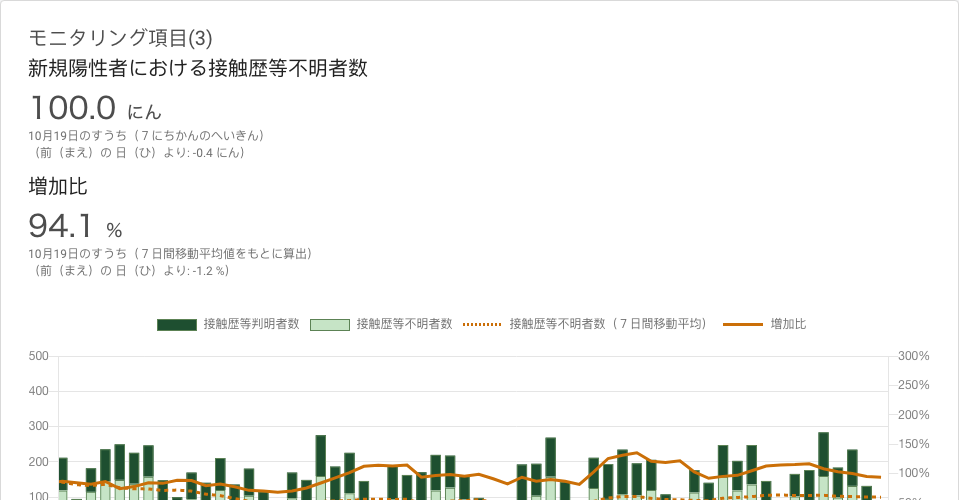 モニタリング項目(3)
新規陽性者における接触歴等不明者数
100.0 にん
10月19日のすうち（７にちかんのへいきん）
（前（まえ）の 日（ひ）より: -0.4 にん）
増加比
94.1 %
10月19日のすうち（７日間移動平均値をもとに算出）
（前（まえ）の 日（ひ）より: -1.2 %）
接触歴等判明者数 接触歴等不明者数 接触歴等不明者数（７日間移動平均） 増加比
500 300%
250%
400
200%
300
150%
200
100%
100
50%